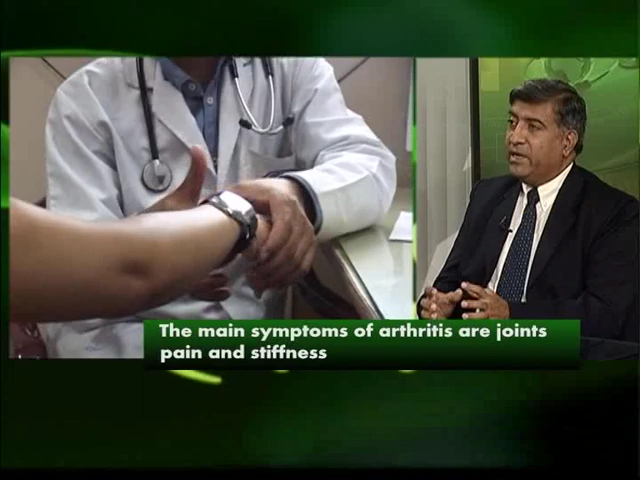 The main symptoms of arthritis are joints
pain and stiffness